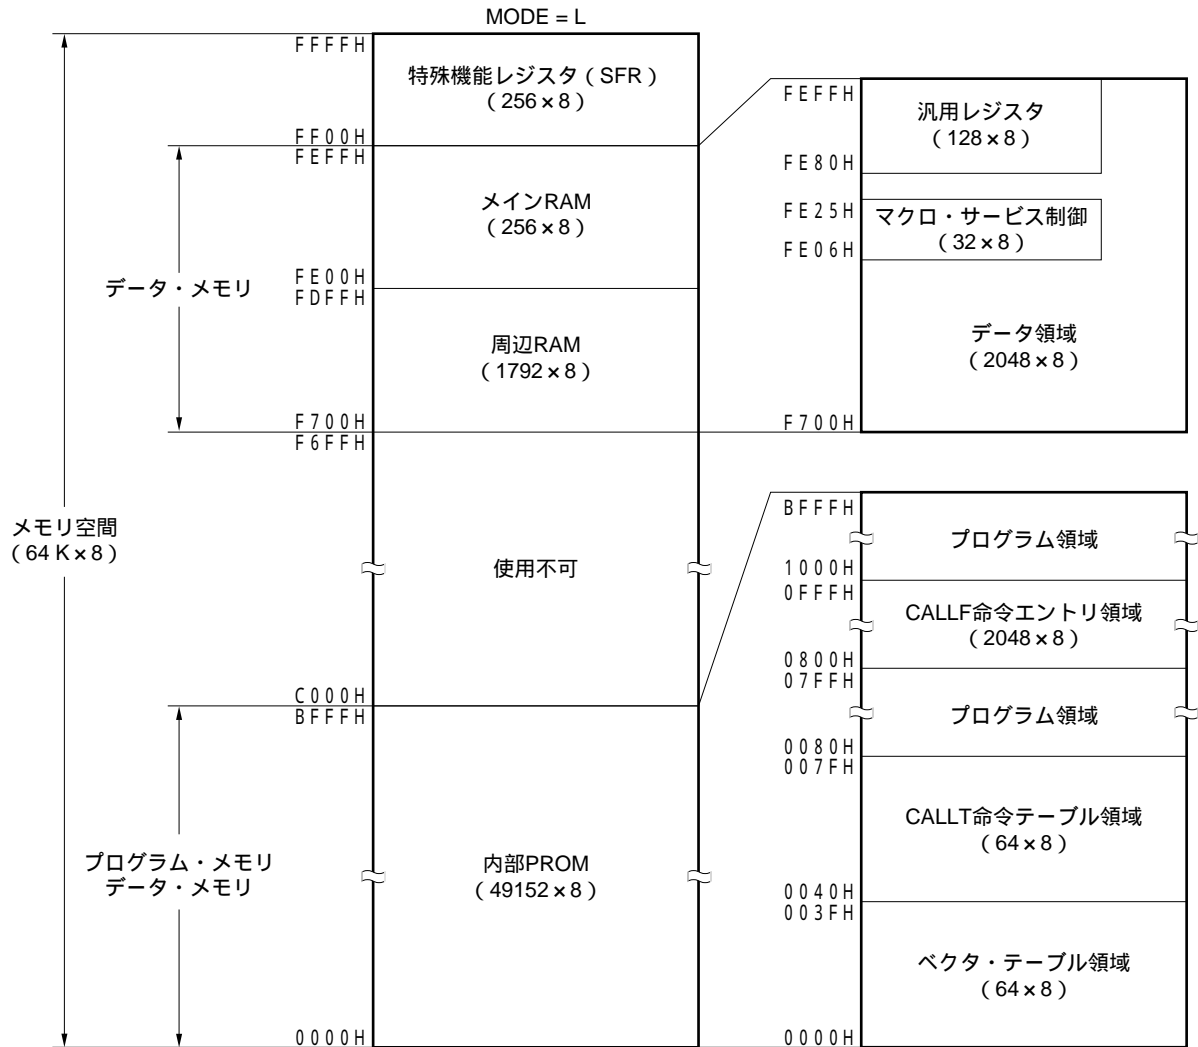 MODE = L
FFFFH
特殊機能レジスタ(SFR)
(256×8)
FF00H
FEFFH
メインRAM
(256×8)
FE00H
FDFFH
データ・メモリ
周辺RAM
(1792×8)
F700H
F6FFH
メモリ空間
(64 K×8)
使用不可
C000H
BFFFH
プログラム・メモリ
データ・メモリ
内部PROM
(49152×8)
0000H
FEFFH
汎用レジスタ
(128×8)
FE80H
FE25H
マクロ・サービス制御
(32×8)
FE06H
データ領域
(2048×8)
F700H
BFFFH
プログラム領域
1000H
0FFFH
CALLF命令エントリ領域
(2048×8)
0800H
07FFH
プログラム領域
0080H
007FH
CALLT命令テーブル領域
(64×8)
0040H
003FH
ベクタ・テーブル領域
(64×8)
0000H